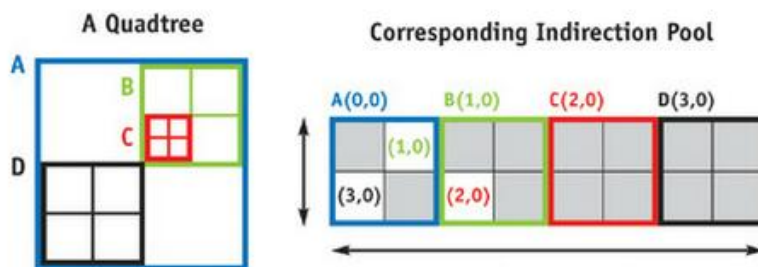 A Quadtree
A
B
C
D
Corresponding Indirection Pool
A(0,0) B(1,0) C(2,0) D(3,0)
(1,0)
(3,0) (2,0)